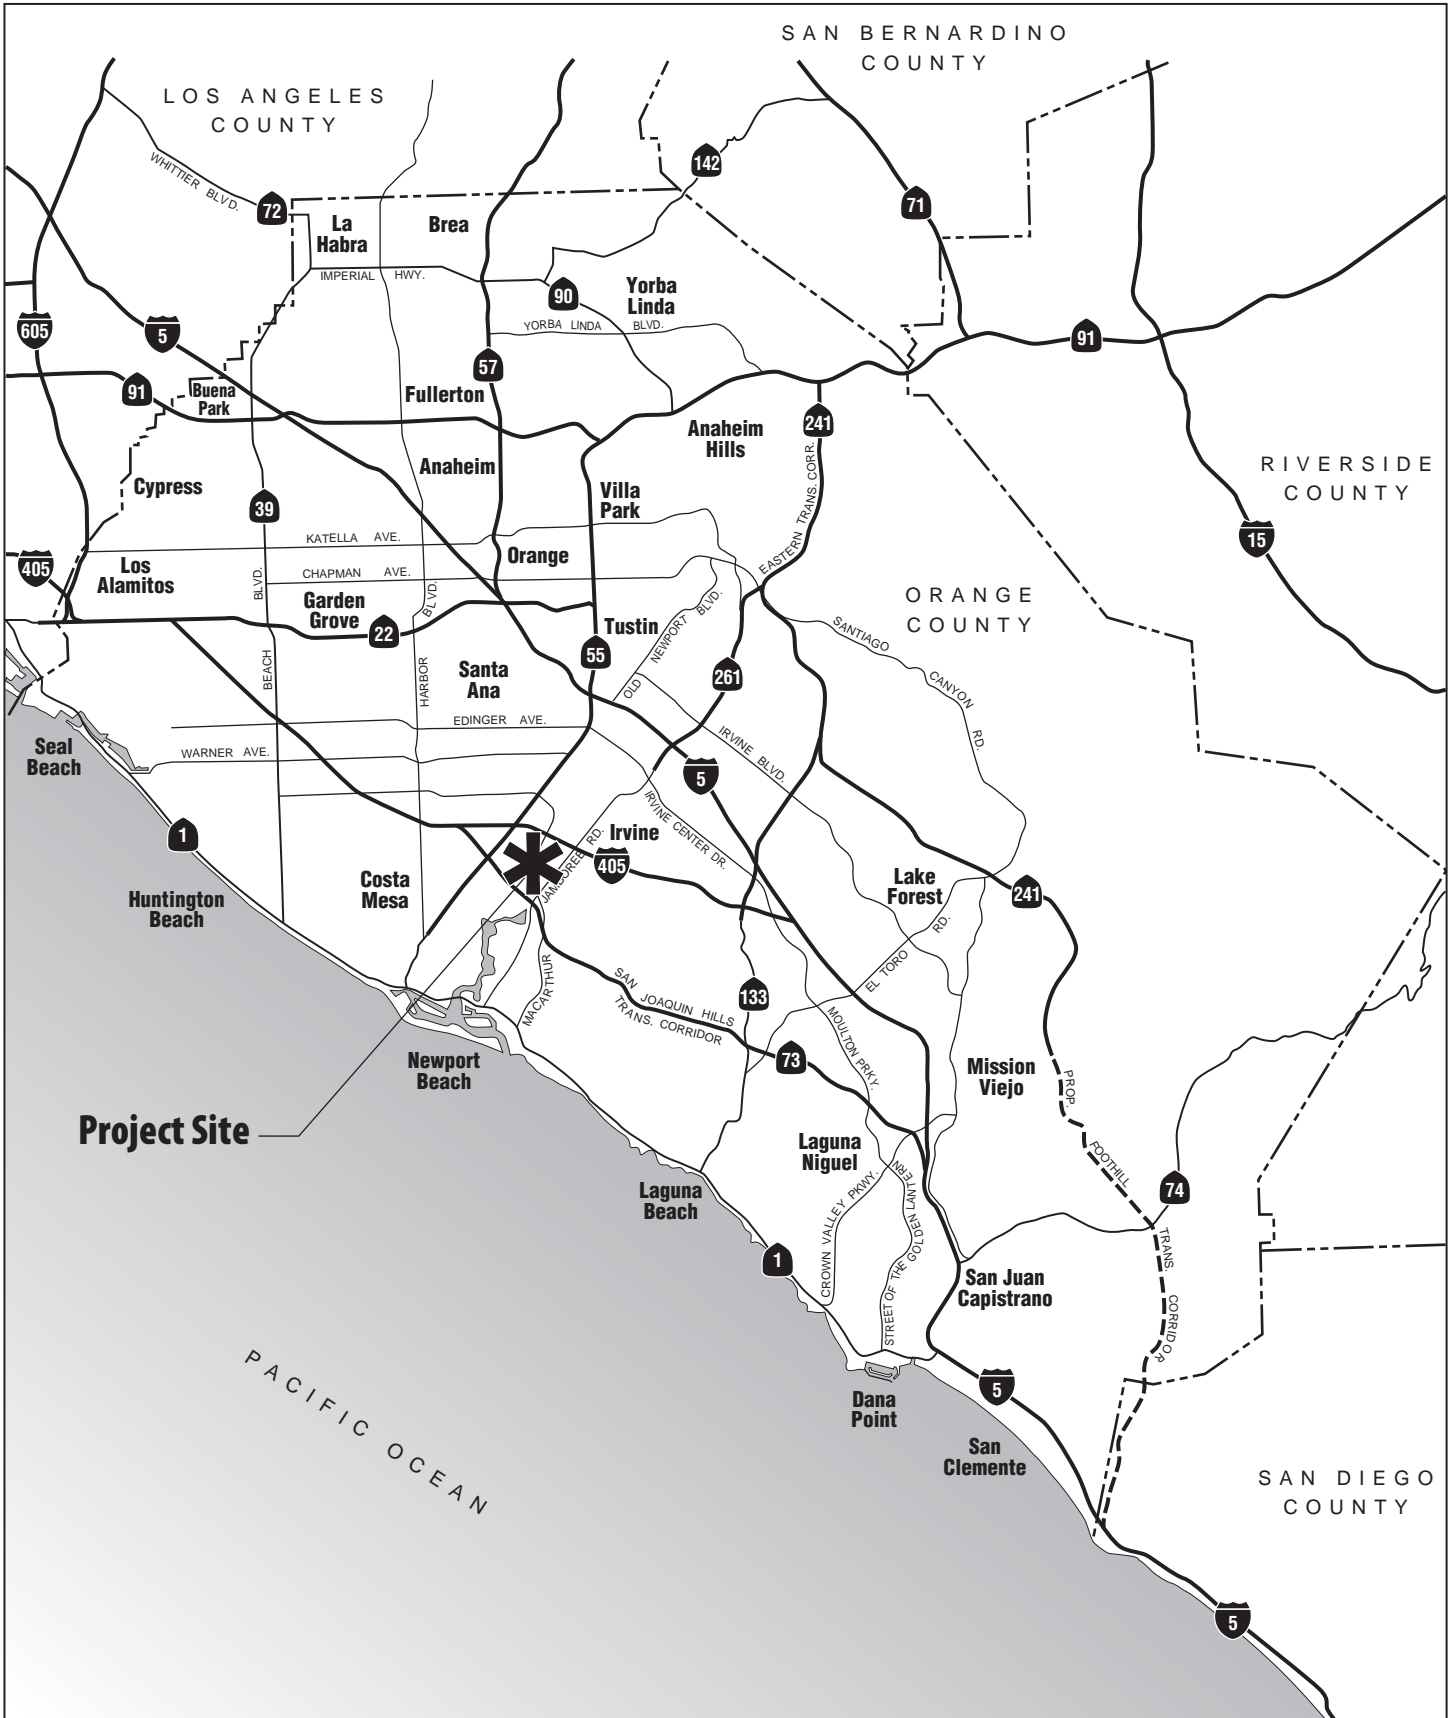 SAN BERNARDINO
COUNTY
LOS ANGELES
COUNTY
WHITTIER BLVD.
72
142
71
La
Habra
Brea
IMPERIAL HWY.
90
Yorba
Linda
YORBA LINDA BLVD.
605
5
91
57
91
Buena
Park
Fullerton
241
Anaheim
Hills
Anaheim
RIVERSIDE
COUNTY
Cypress
39
Villa
Park
EASTERN TRANS. CORR.
15
KATELLA AVE.
Orange
405
Los
Alamitos
CHAPMAN AVE.
BLVD.
BLVD.
Garden
Grove
22
ORANGE
COUNTY
Tustin
OLD NEWPORT BLVD.
55
SANTIAGO CANYON RD.
261
BEACH
HARBOR
Santa
Ana
EDINGER AVE.
WARNER AVE.
IRVINE BLVD.
Seal
Beach
5
IRVINE CENTER DR.
1
Irvine
JAMBOREE RD.
405
Costa
Mesa
Lake
Forest
241
Huntington
Beach
EL TORO RD.
133
SAN JOAQUIN HILLS
TRANS. CORRIDOR
MACARTHUR
MOULTON PRKY.
73
Newport
Beach
Mission
Viejo
PROP. FOOTHILL TRANS. CORRIDOR
Project Site
Laguna
Niguel
74
Laguna
Beach
CROWN VALLEY PKWY.
STREET OF THE GOLDEN LANTERN
1
San Juan
Capistrano
PACIFIC OCEAN
5
Dana
Point
San
Clemente
SAN DIEGO
COUNTY
5